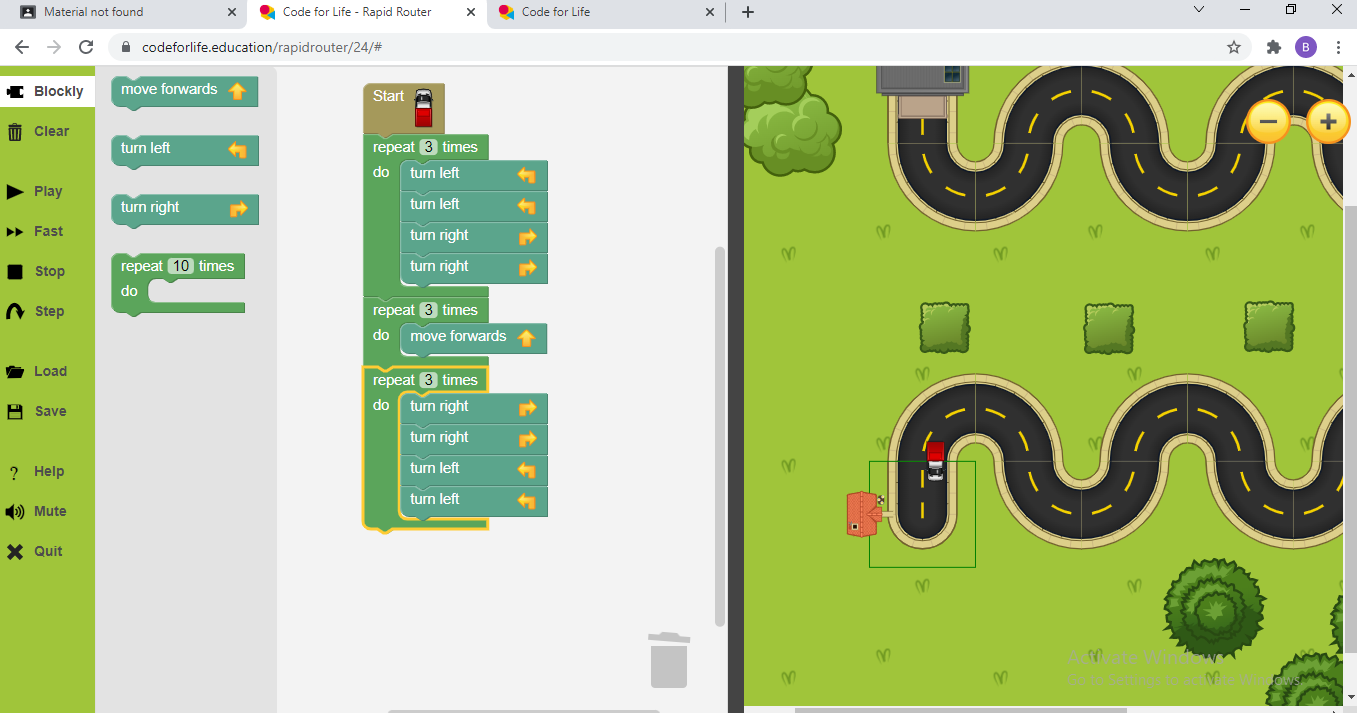 Material not found
Code for Life - Rapid Router
Code for Life
codeforlife.education/rapidrouter/24/#
B
Blockly
Clear
Play
Fast
Stop
Step
Load
Save
Help
Mute
Quit
move forwards
turn left
turn right
repeat 10 times
do
Start
repeat 3 times
do turn left
turn left
turn right
turn right
repeat 3 times
do move forwards
repeat 3 times
do turn right
turn right
turn left
turn left
Activate Windows
Go to Settings to activate Windows.